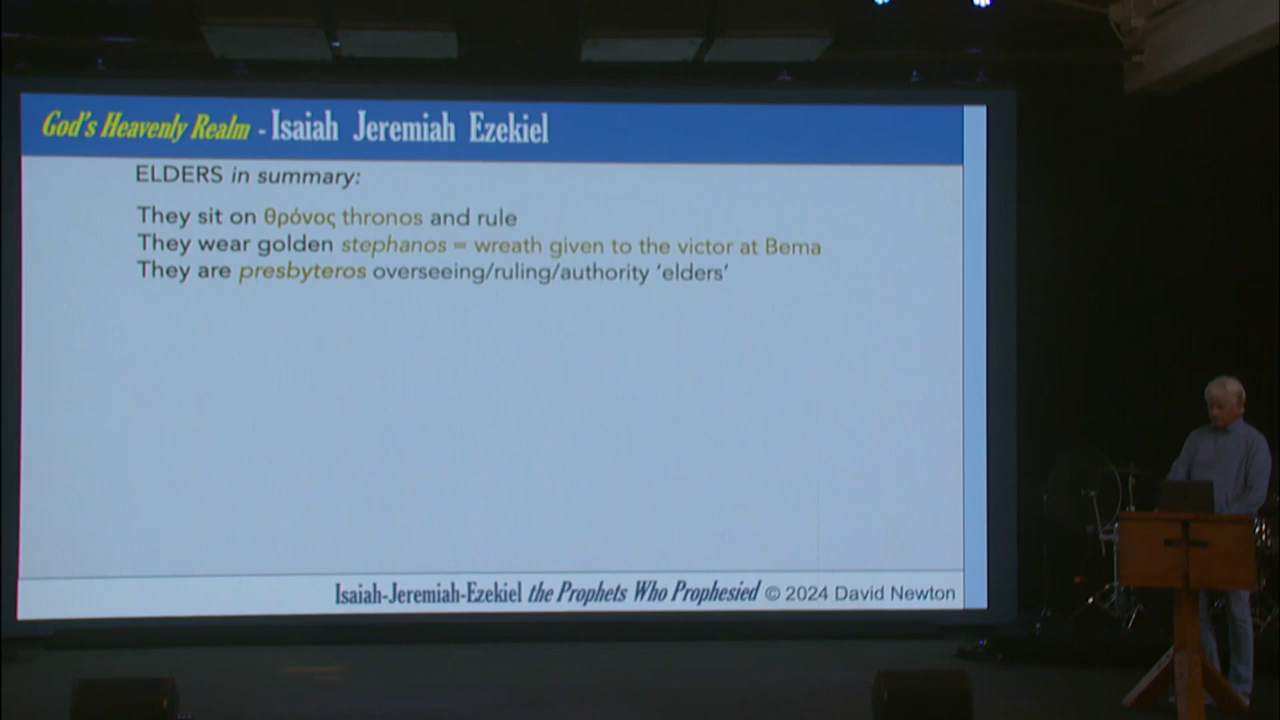 God's Heavenly Realm - Isaiah Jeremiah Ezekiel
ELDERS in summary:
They sit on θρόνος thronos and rule
They wear golden stephanos = wreath given to the victor at Bema
They are presbyteros overseeing/ruling/authority 'elders'
Isaiah-Jeremiah-Ezekiel the Prophets Who Prophesied © 2024 David Newton